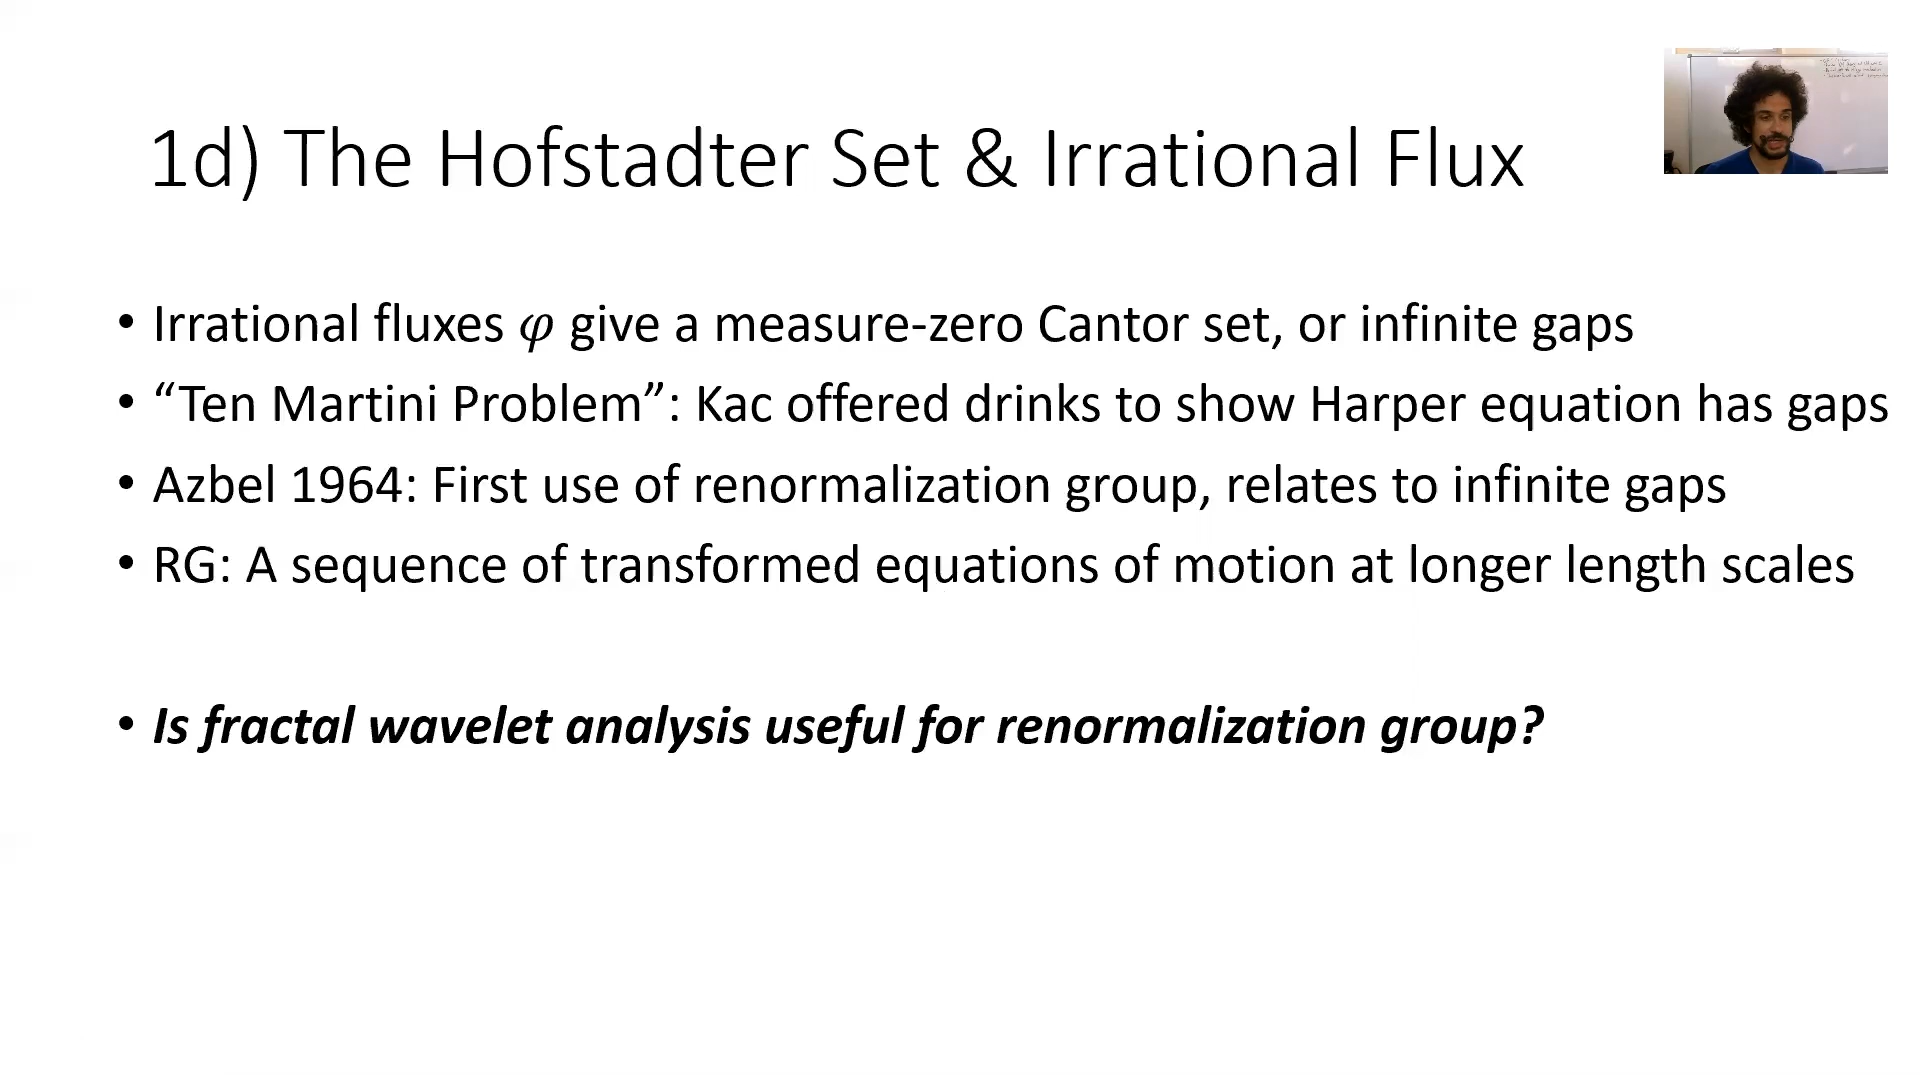 1d) The Hofstadter Set & Irrational Flux
• Irrational fluxes φ give a measure-zero Cantor set, or infinite gaps
• “Ten Martini Problem”: Kac offered drinks to show Harper equation has gaps
• Azbel 1964: First use of renormalization group, relates to infinite gaps
• RG: A sequence of transformed equations of motion at longer length scales
• Is fractal wavelet analysis useful for renormalization group?